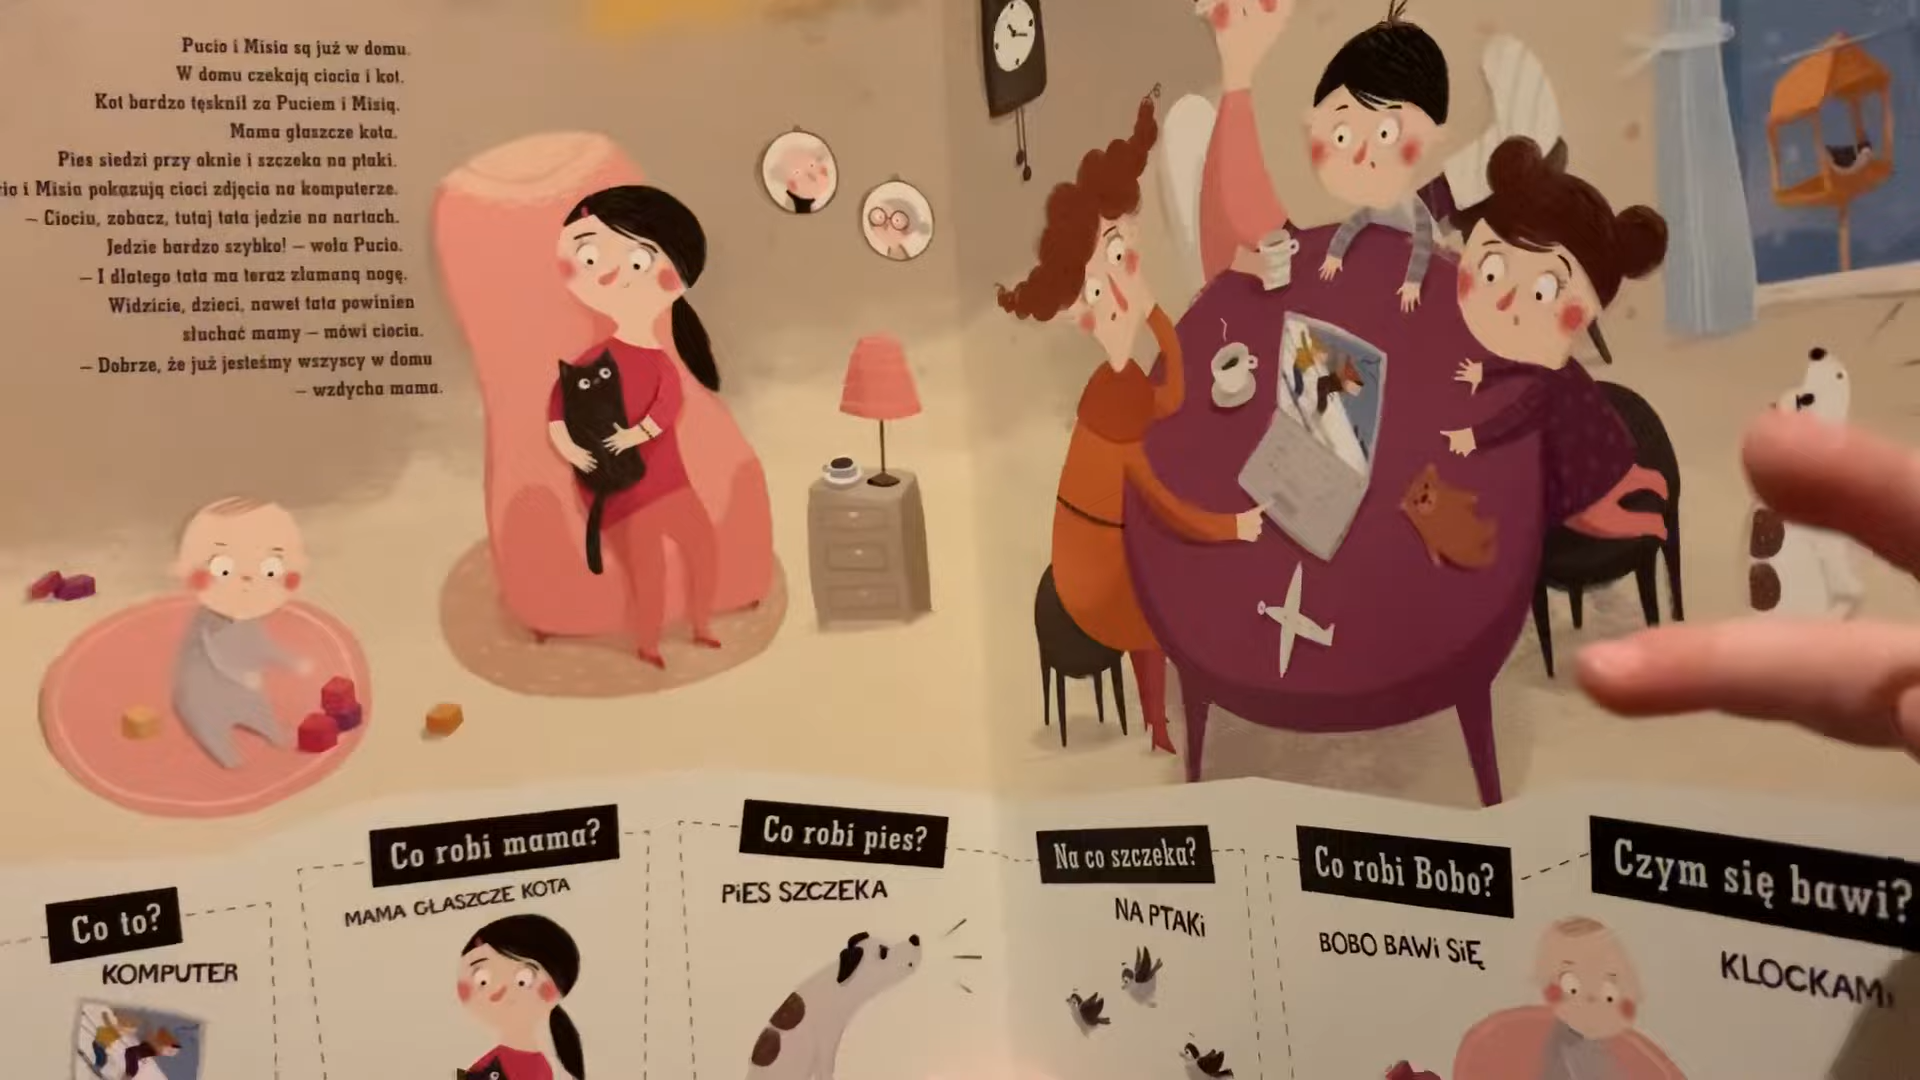 Pucio i Misia są już w domu.
W domu czekają ciocia i kot.
Kot bardzo tęsknił za Puciem i Misią.
Mama głaszcze kota.
Pies siedzi przy oknie i szczeka na ptaki.
cio i Misia pokazują cioci zdjęcia na komputerze.
– Ciociu, zobacz, tutaj tata jedzie na nartach.
Jedzie bardzo szybko! – woła Pucio.
– I dlatego tata ma teraz złamaną nogę.
Widzicie, dzieci, nawet tata powinien
słuchać mamy – mówi ciocia.
– Dobrze, że już jesteśmy wszyscy w domu
– wzdycha mama.
Co to?
KOMPUTER
Co robi mama?
MAMA GŁASZCZE KOTA
Co robi pies?
PiES SZCZEKA
Na co szczeka?
NA PTAKi
Co robi Bobo?
BOBO BAWi SiĘ
Czym się bawi?
KLOCKAMi